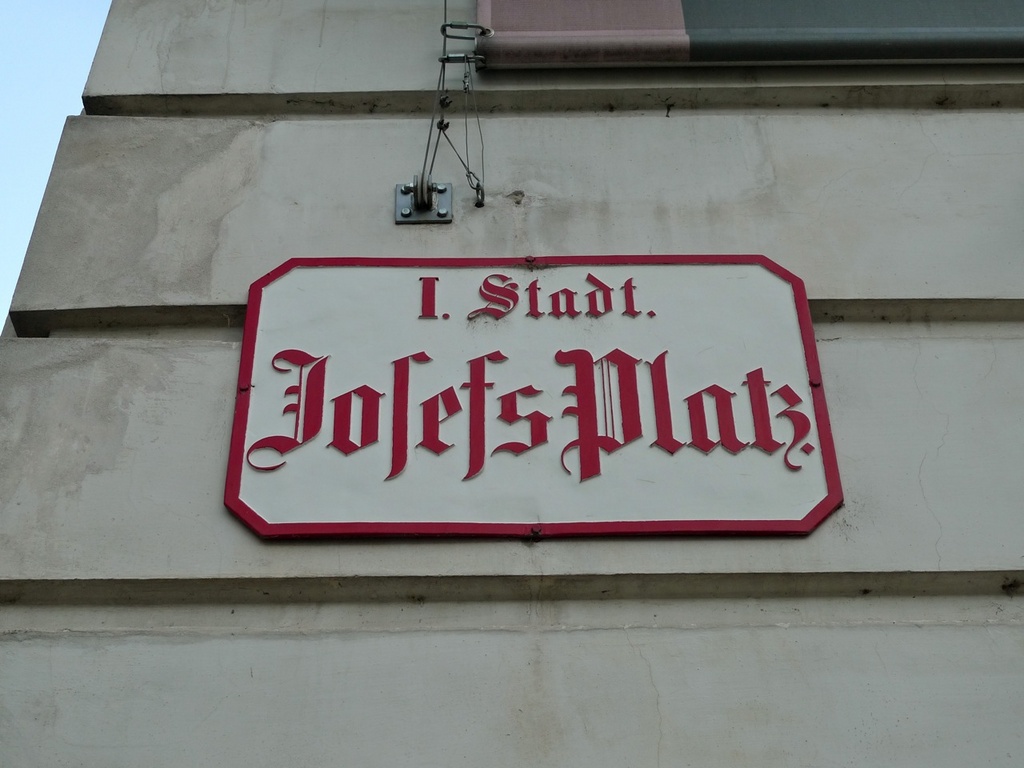 I. Stadt.
Josefs Platz.